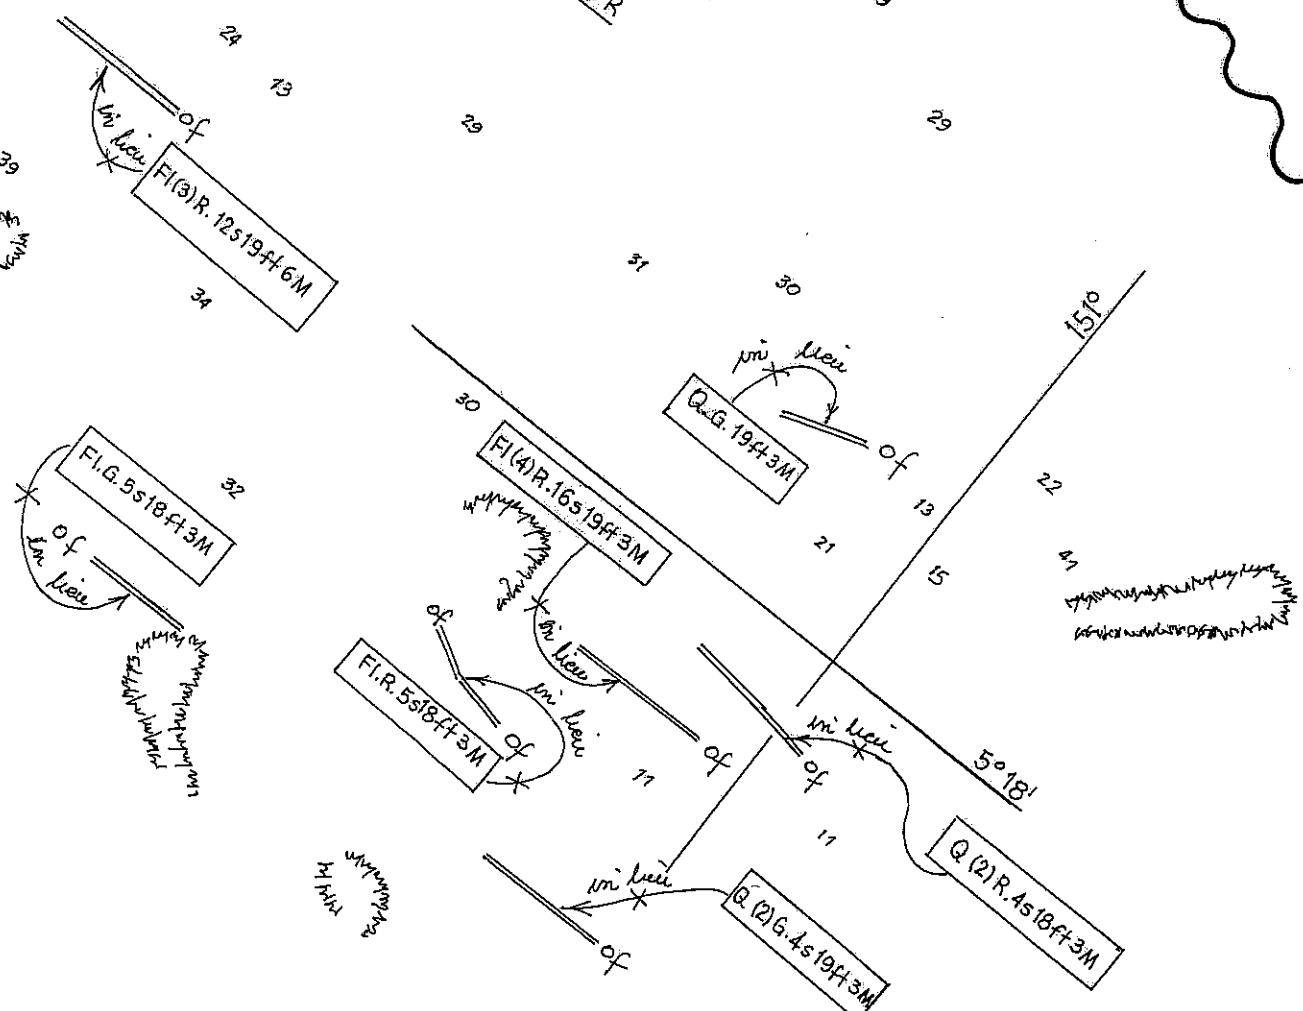 R
24
13
29
29
of
in lieu
39
Fl(3)R.12s19ft6M
34
31
30
151°
in lieu
Q.G.19ft3M
of
30
Fl(4)R.16s19ft3M
22
13
21
15
Fl.G.5s18ft3M
32
of
in lieu
of
in lieu
Fl.R.5s18ft3M
in lieu
of
of
11
in lieu
of
5°18'
11
in lieu
Q(2)R.4s18ft3M
Q(2)G.4s19ft3M
of